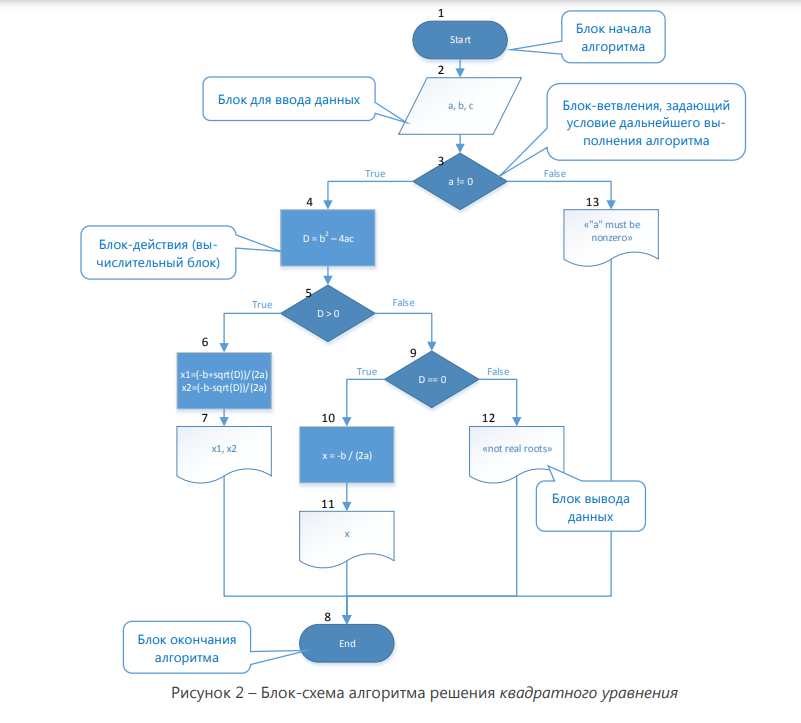 1
Start
Блок начала
алгоритма
2
a, b, c
Блок для ввода данных
Блок-ветвления, задающий
условие дальнейшего вы-
полнения алгоритма
3
a != 0
True
False
4
D = b² – 4ac
Блок-действия (вы-
числительный блок)
13
«"a" must be
nonzero»
5
D > 0
True
False
6
x1=(-b+sqrt(D))/(2a)
x2=(-b-sqrt(D))/(2a)
9
D == 0
True
False
7
x1, x2
10
x = -b / (2a)
12
«not real roots»
Блок вывода
данных
11
x
8
End
Блок окончания
алгоритма
Рисунок 2 – Блок-схема алгоритма решения квадратного уравнения